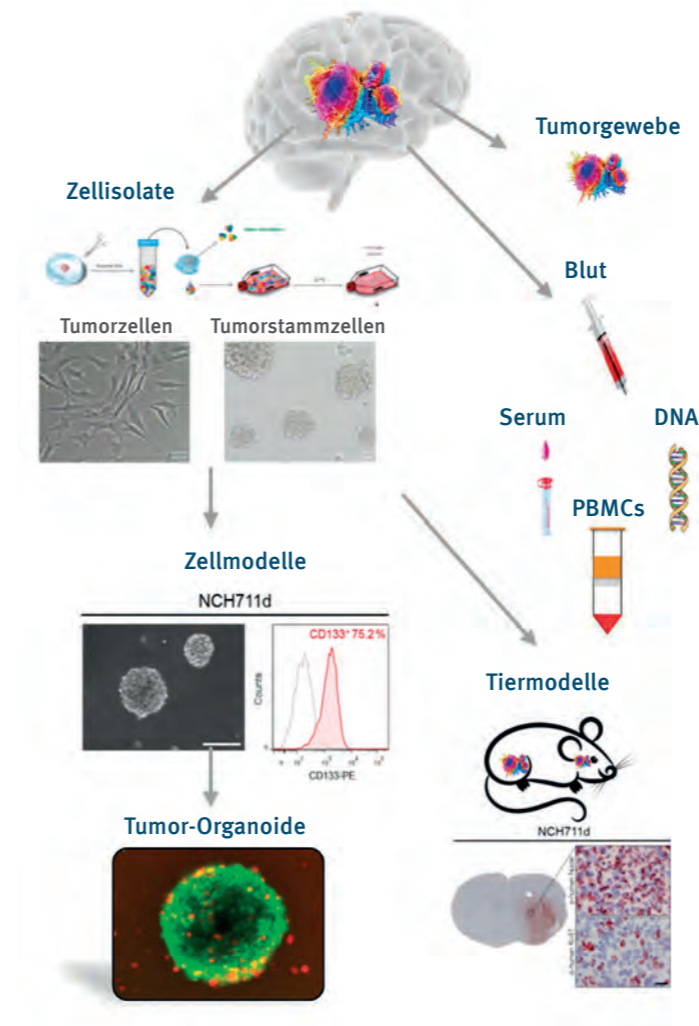 Tumorgewebe
Zellisolate
Blut
Tumorzellen
Tumorstammzellen
Serum
DNA
PBMCs
Zellmodelle
NCH711d
CD133⁺ 75.2 %
Counts
CD133-PE
Tiermodelle
NCH711d
Tumor-Organoide